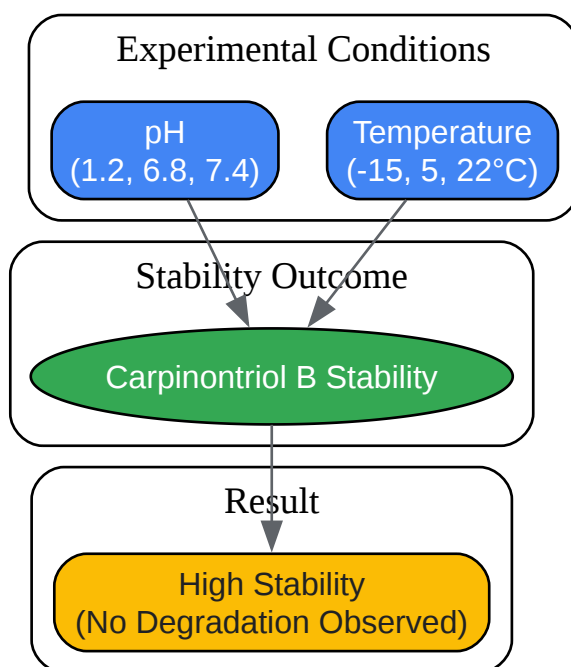 Experimental Conditions
pH
(1.2, 6.8, 7.4)
Temperature
(-15, 5, 22°C)
Stability Outcome
Carpinontriol B Stability
Result
High Stability
(No Degradation Observed)